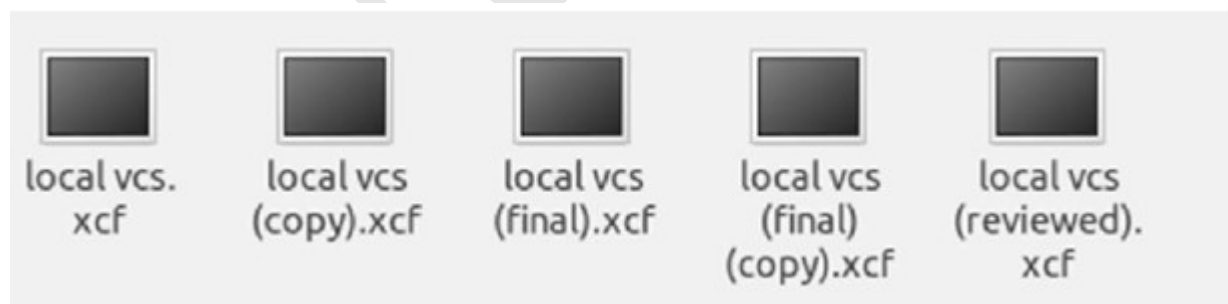 local vcs.
xcf
local vcs
(copy).xcf
local vcs
(final).xcf
local vcs
(final)
(copy).xcf
local vcs
(reviewed).
xcf